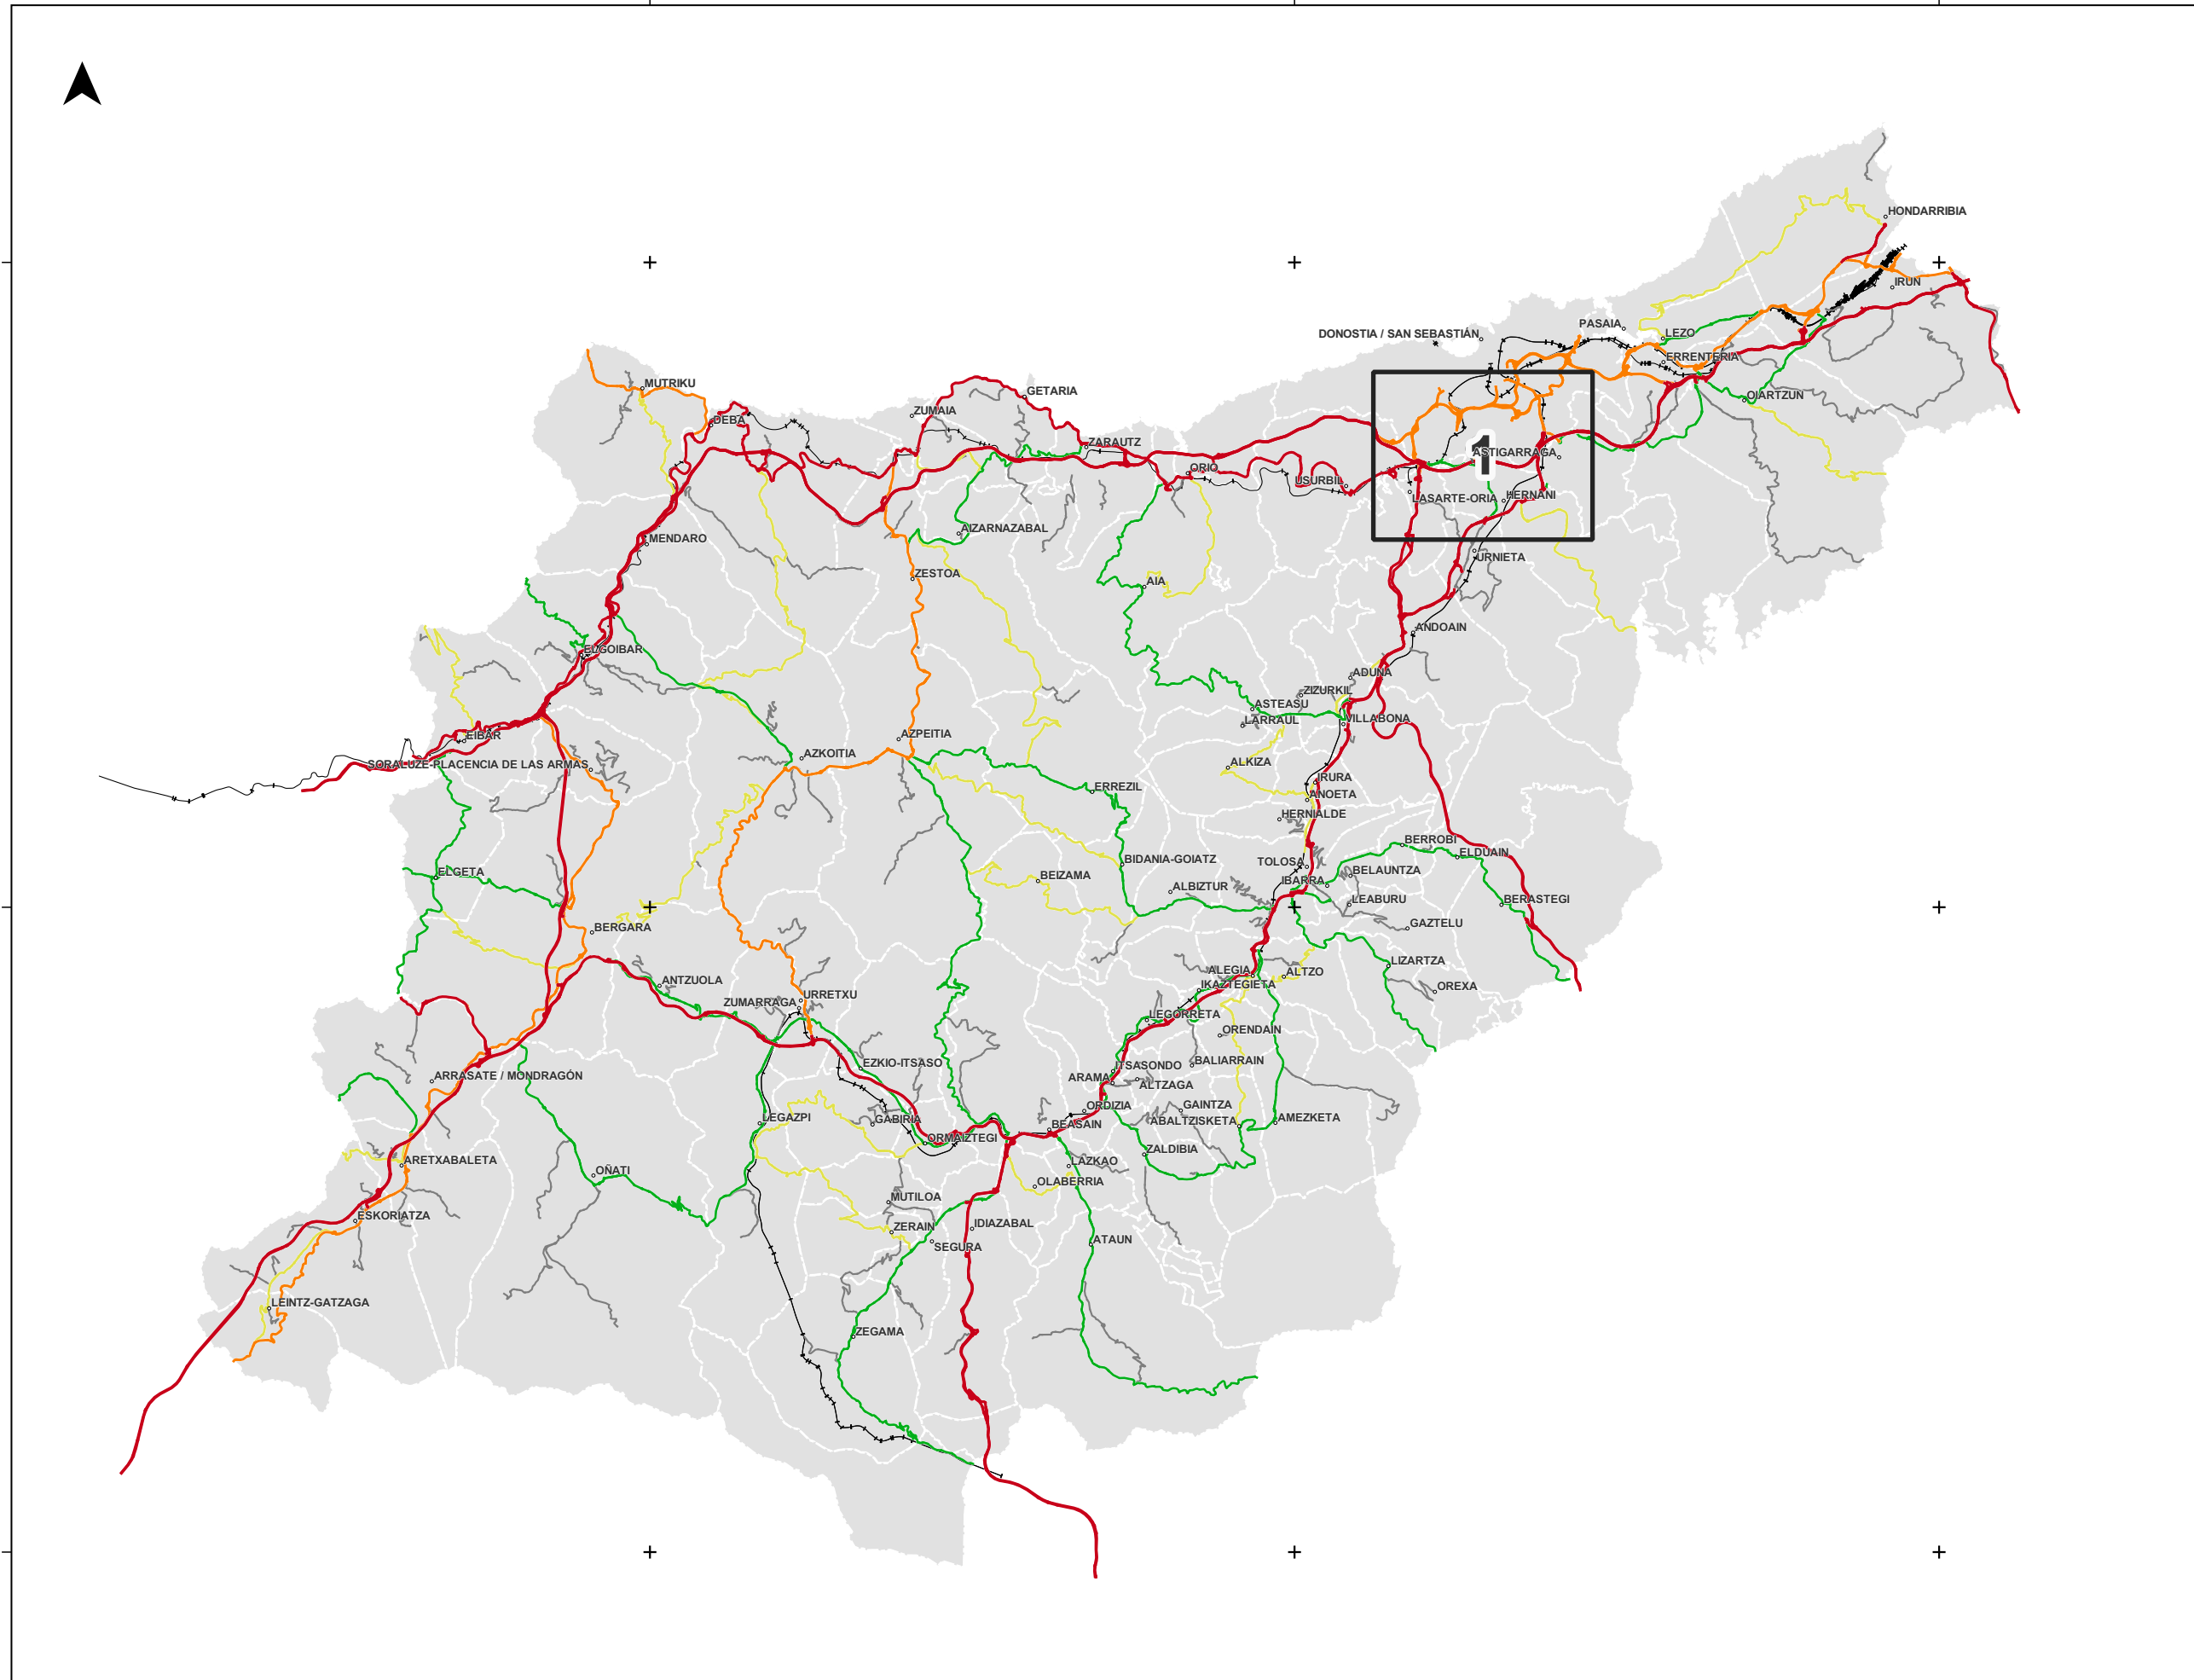 HONDARRIBIA
IRUN
DONOSTIA / SAN SEBASTIÁN
PASAIA
LEZO
ERRENTERIA
MUTRIKU
GETARIA
OIARTZUN
ZUMAIA
DEBA
ZARAUTZ
1
ASTIGARRAGA
ORIO
USURBIL
LASARTE-ORIA
HERNANI
AIZARNAZABAL
MENDARO
URNIETA
ZESTOA
AIA
ANDOAIN
ELGOIBAR
ADUNA
ZIZURKIL
ASTEASU
LARRAUL
VILLABONA
EIBAR
AZPEITIA
AZKOITIA
SORALUZE-PLACENCIA DE LAS ARMAS
ALKIZA
IRURA
ERREZIL
ANOETA
HERNIALDE
BERROBI
ELDUAIN
BIDANIA-GOIATZ
TOLOSA
ELGETA
BEIZAMA
IBARRA
BELAUNTZA
ALBIZTUR
LEABURU
BERASTEGI
BERGARA
GAZTELU
LIZARTZA
ALEGIA
ALTZO
ANTZUOLA
IKAZTEGIETA
OREXA
ZUMARRAGA
URRETXU
LEGORRETA
ORENDAIN
EZKIO-ITSASO
ITSASONDO
BALIARRAIN
ARRASATE / MONDRAGÓN
ARAMA
ALTZAGA
ORDIZIA
GAINTZA
LEGAZPI
GABIRIA
BEASAIN
ABALTZISKETA
AMEZKETA
ORMAIZTEGI
ZALDIBIA
ARETXABALETA
LAZKAO
OÑATI
OLABERRIA
MUTILOA
ESKORIATZA
ZERAIN
IDIAZABAL
SEGURA
ATAUN
LEINTZ-GATZAGA
ZEGAMA